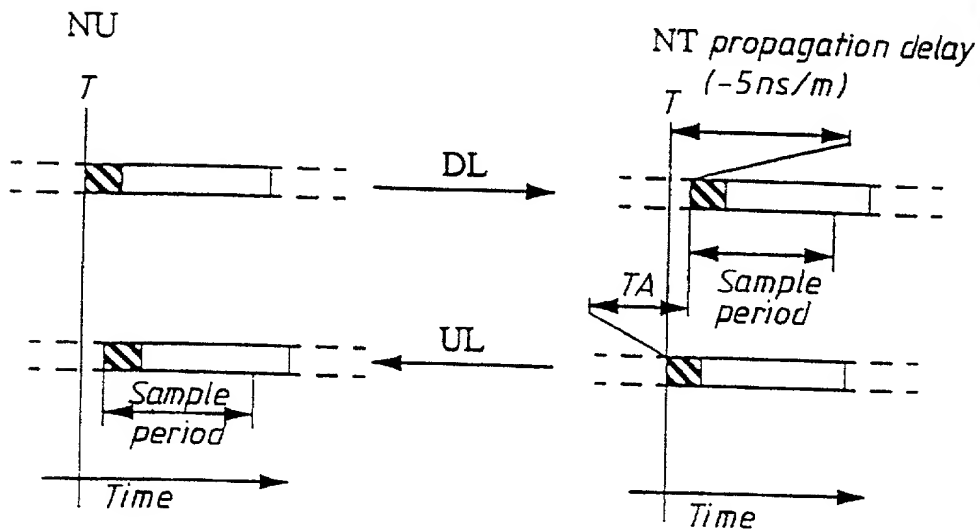 NU
NT propagation delay
(-5ns/m)
T
T
DL
Sample
period
TA
UL
Sample
period
Time
Time